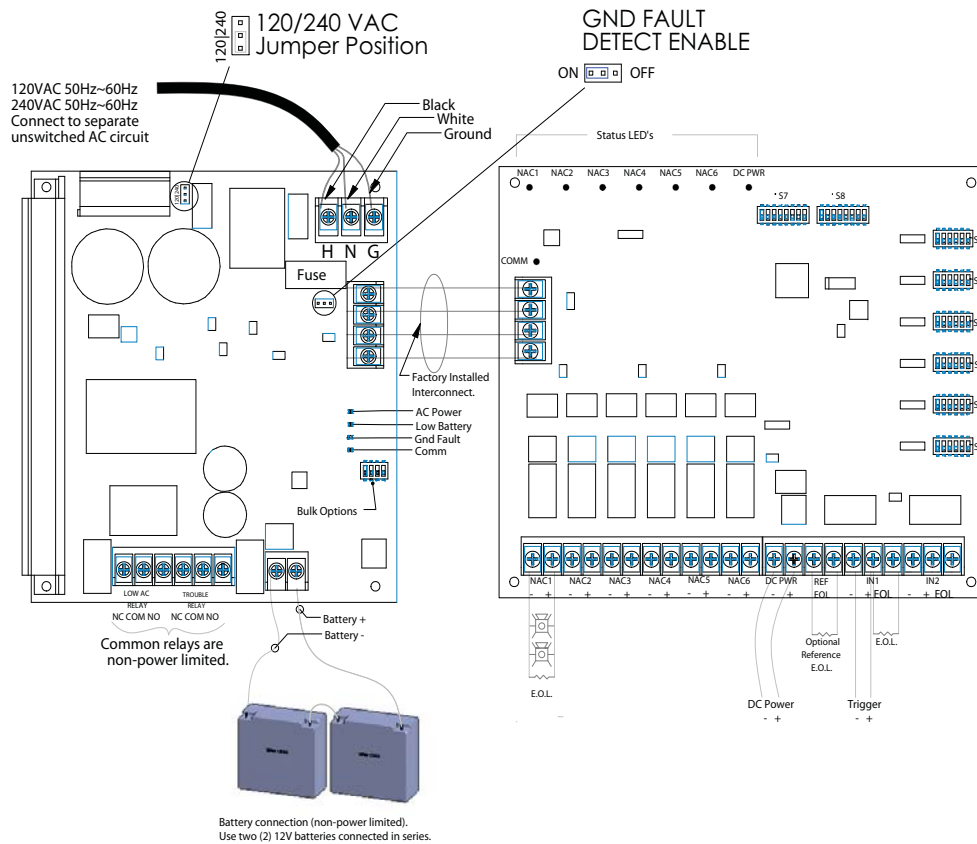 120/240 VAC
Jumper Position
120|240
GND FAULT
DETECT ENABLE
ON OFF
120VAC 50Hz~60Hz
240VAC 50Hz~60Hz
Connect to separate
unswitched AC circuit
Black
White
Ground
Status LED's
NAC1 NAC2 NAC3 NAC4 NAC5 NAC6 DC PWR
120|240
S7 S8
H N G
COMM
Fuse
Factory Installed
Interconnect.
AC Power
Low Battery
Gnd Fault
Comm
Bulk Options
LOW AC
RELAY
NC COM NO
TROUBLE
RELAY
NC COM NO
Common relays are
non-power limited.
Battery +
Battery -
NAC1 NAC2 NAC3 NAC4 NAC5 NAC6 DC PWR REF IN1 IN2
- + - + - + - + - + - + - + EOL - + EOL - + EOL
E.O.L.
Optional
Reference
E.O.L.
E.O.L.
DC Power
- +
Trigger
- +
Battery connection (non-power limited).
Use two (2) 12V batteries connected in series.